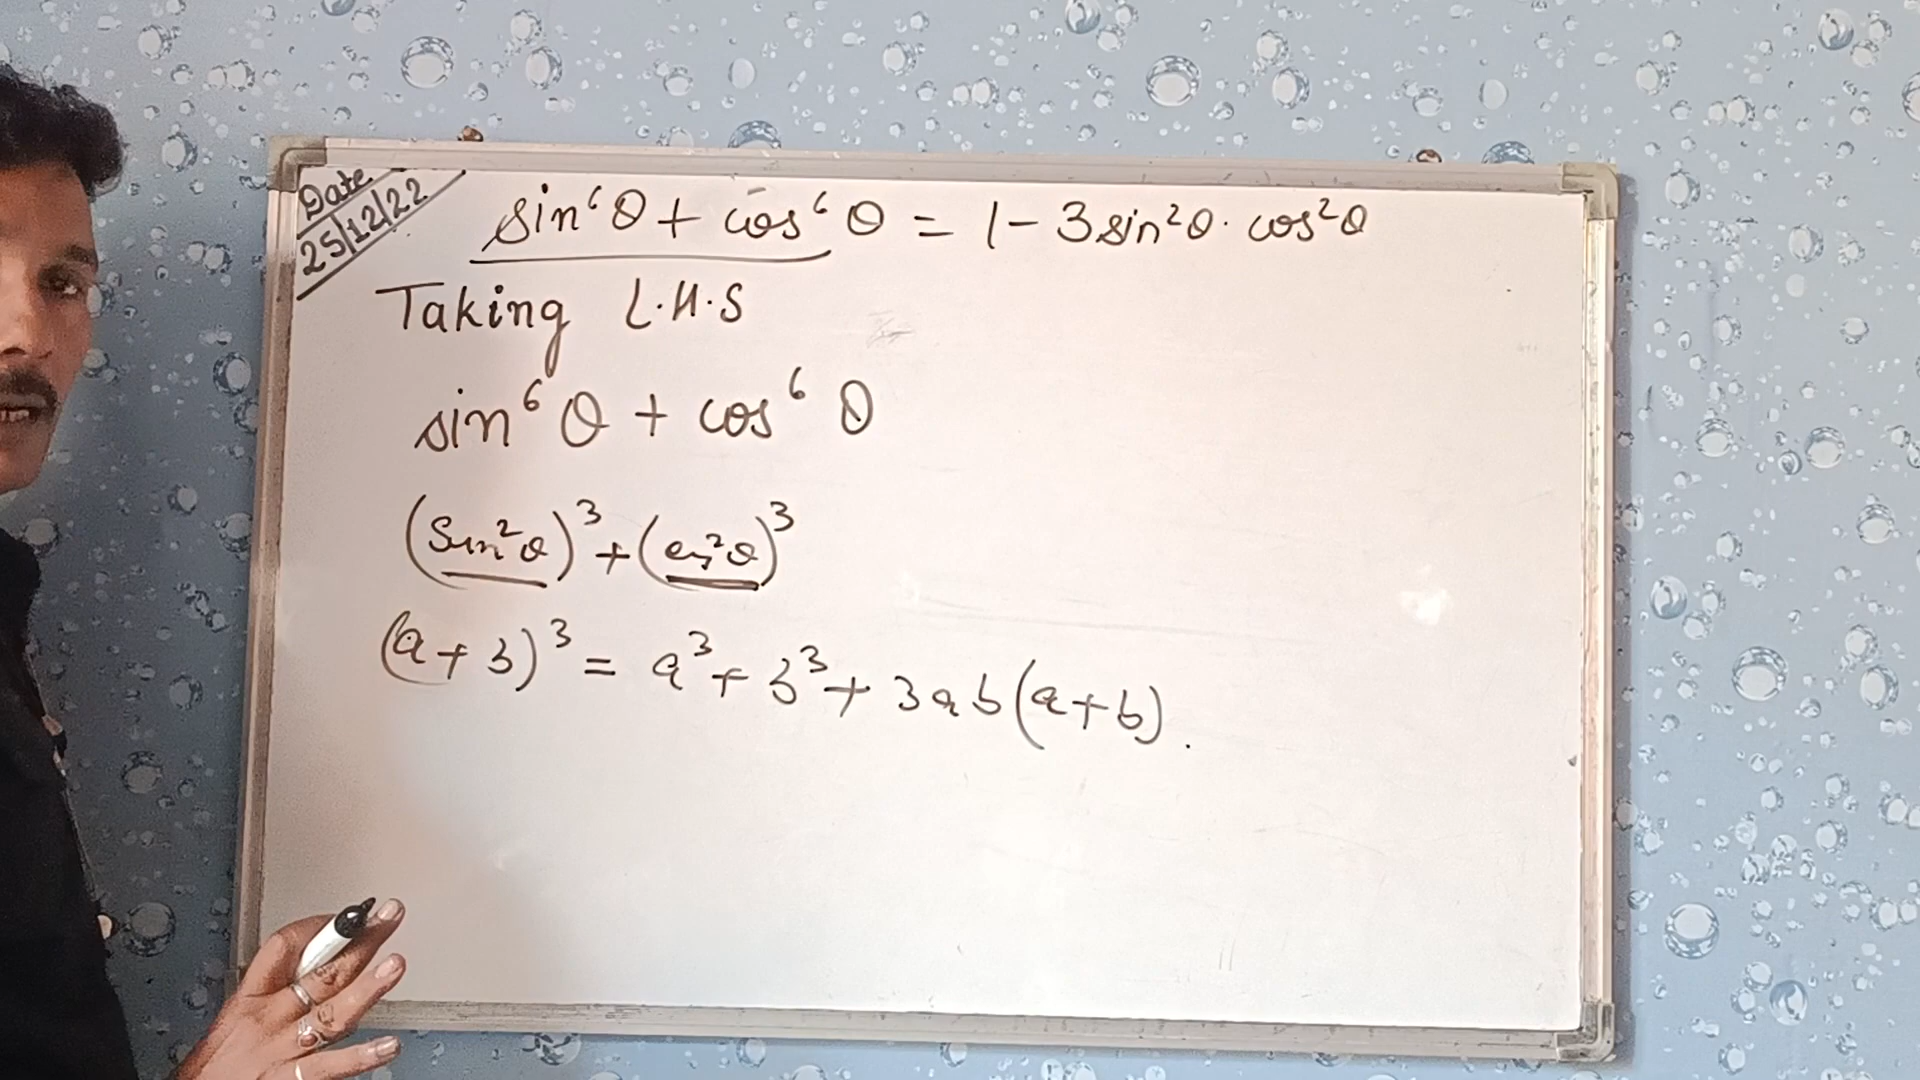 Date
25/12/22
sin⁶θ + cos⁶θ = 1 - 3sin²θ · cos²θ
Taking L.H.S
sin⁶θ + cos⁶θ
(Sin²θ)³ + (cos²θ)³
(a + b)³ = a³ + b³ + 3ab(a+b).